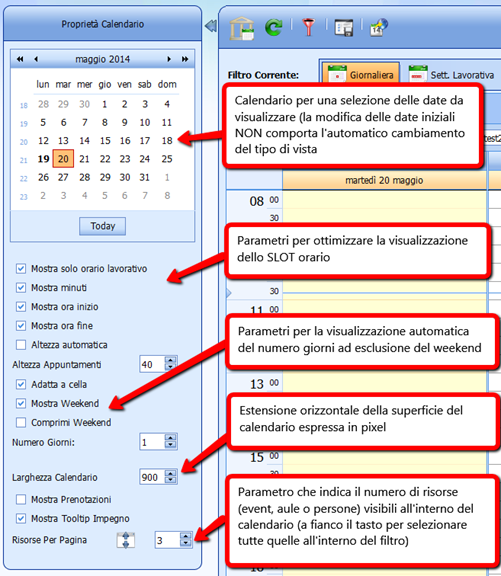 Proprietà Calendario
maggio 2014
lun mar mer gio ven sab dom
18 28 29 30 1 2 3 4
19 5 6 7 8 9 10 11
20 12 13 14 15 16 17 18
21 19 20 21 22 23 24 25
22 26 27 28 29 30 31 1
23 2 3 4 5 6 7 8
Today
Mostra solo orario lavorativo
Mostra minuti
Mostra ora inizio
Mostra ora fine
Altezza automatica
Altezza Appuntamenti 40
Adatta a cella
Mostra Weekend
Comprimi Weekend
Numero Giorni: 1
Larghezza Calendario 900
Mostra Prenotazioni
Mostra Tooltip Impegno
Risorse Per Pagina 3
Filtro Corrente: Giornaliera Sett. Lavorativa
Calendario per una selezione delle date da
visualizzare (la modifica delle date iniziali
NON comporta l'automatico cambiamento
del tipo di vista
test2
martedì 20 maggio
08 00
30
Parametri per ottimizzare la visualizzazione
dello SLOT orario
30
11 00
Parametri per la visualizzazione automatica
del numero giorni ad esclusione del weekend
13 00
30
Estensione orizzontale della superficie del
calendario espressa in pixel
15 00
30
Parametro che indica il numero di risorse
(event, aule o persone) visibili all'interno del
calendario (a fianco il tasto per selezionare
tutte quelle all'interno del filtro)